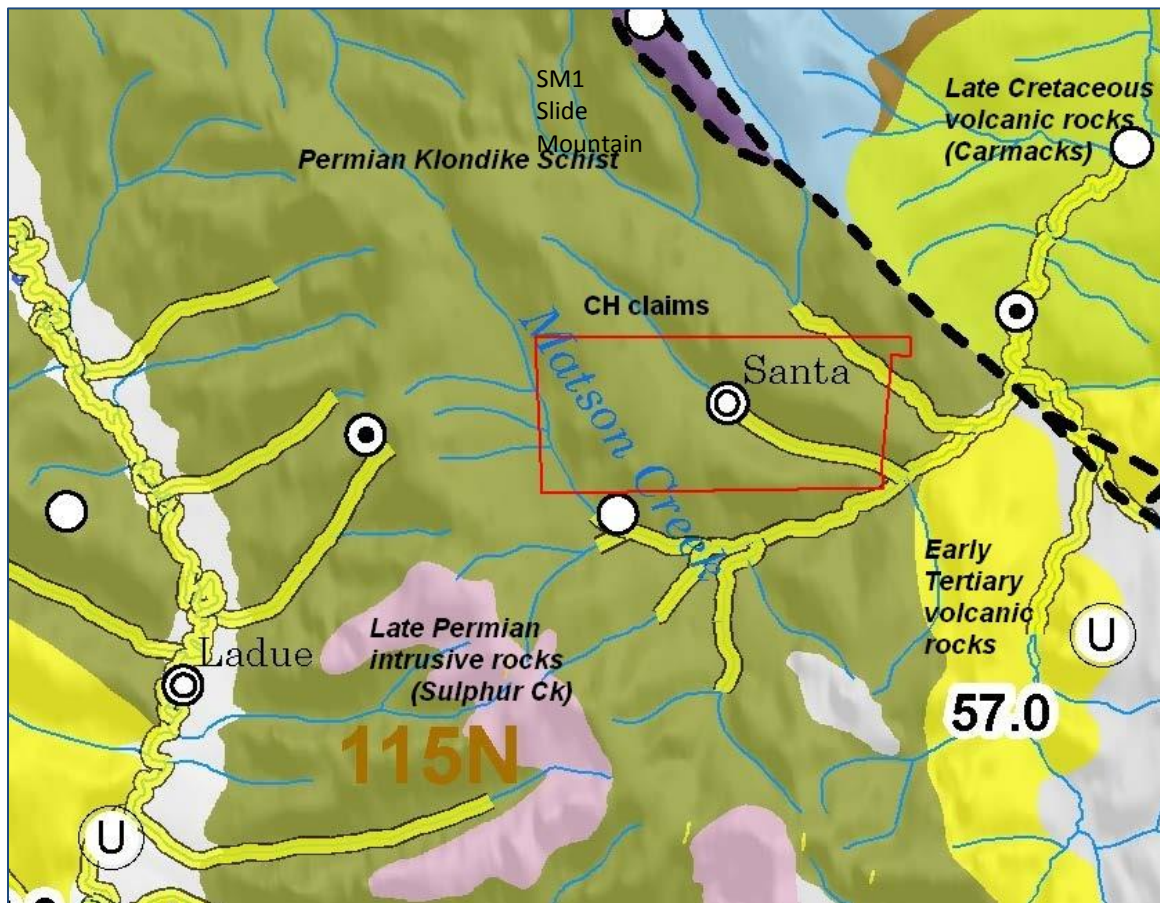 SM1
Slide
Mountain
Permian Klondike Schist
Late Cretaceous
volcanic rocks
(Carmacks)
CH claims
Matson Creek
Santa
Early
Tertiary
volcanic
rocks
U
57.0
Late Permian
intrusive rocks
(Sulphur Ck)
Ladue
115N
U